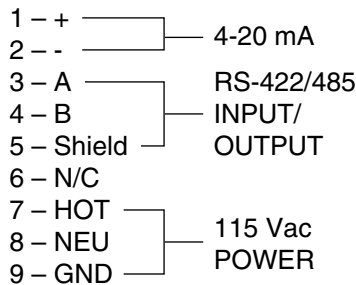 1 – +
2 – -
4-20 mA
3 – A
4 – B
5 – Shield
RS-422/485
INPUT/
OUTPUT
6 – N/C
7 – HOT
8 – NEU
9 – GND
115 Vac
POWER